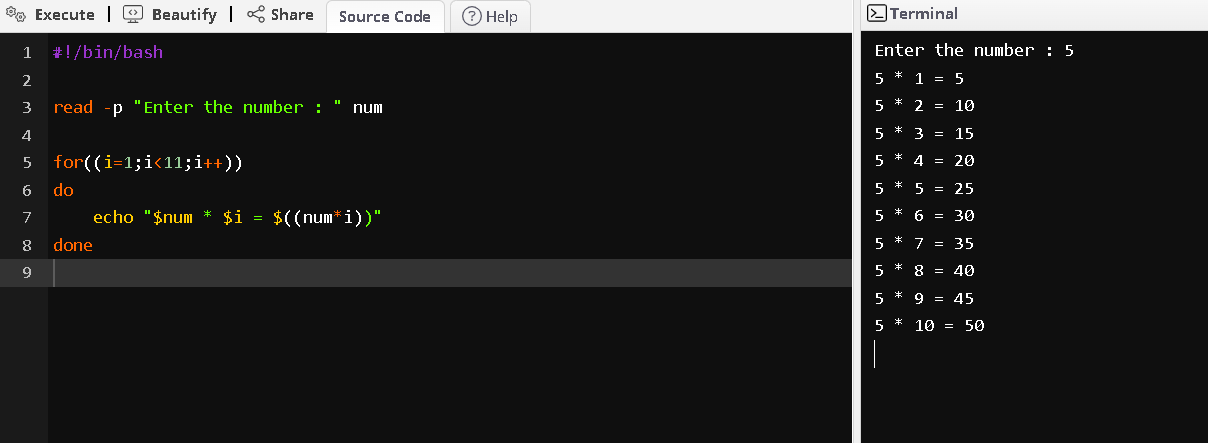 Execute | Beautify | Share Source Code ? Help
1 #!/bin/bash
2
3 read -p "Enter the number : " num
4
5 for((i=1;i<11;i++))
6 do
7     echo "$num * $i = $((num*i))"
8 done
9
Terminal
Enter the number : 5
5 * 1 = 5
5 * 2 = 10
5 * 3 = 15
5 * 4 = 20
5 * 5 = 25
5 * 6 = 30
5 * 7 = 35
5 * 8 = 40
5 * 9 = 45
5 * 10 = 50